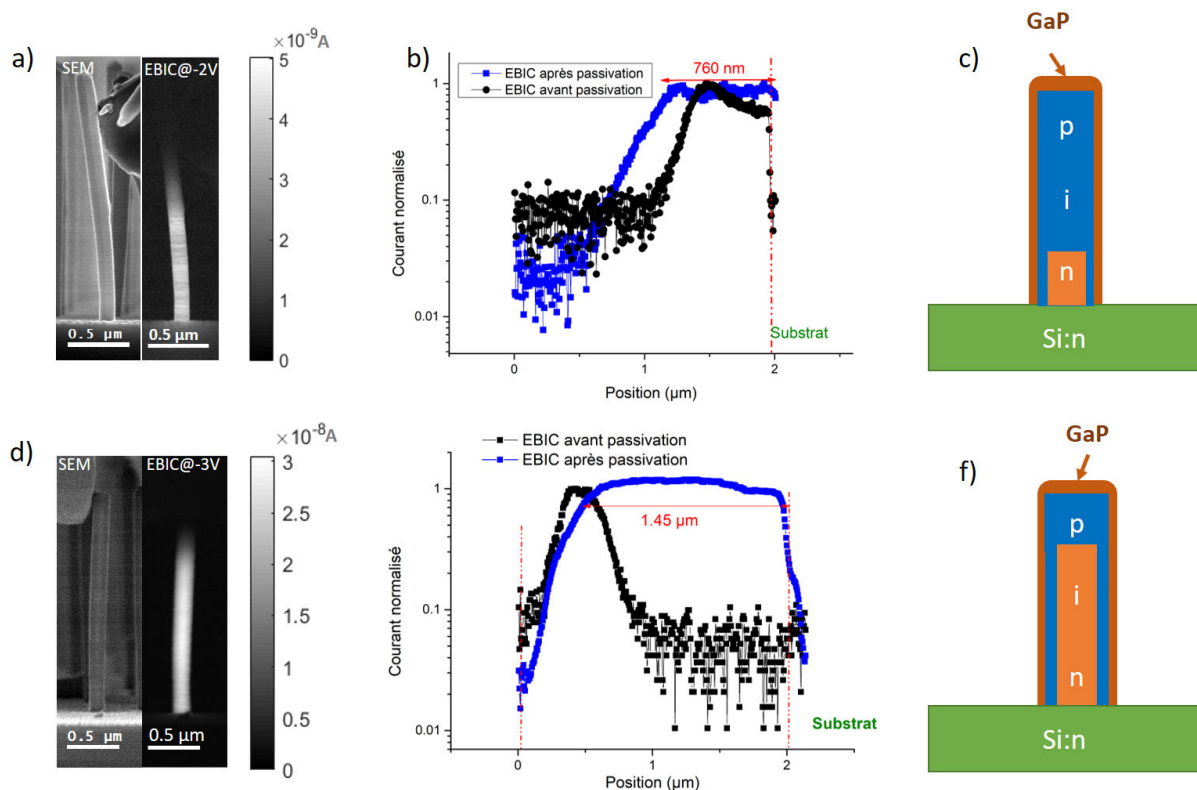 a)
SEM
EBIC@-2V
×10⁻⁹A
5
4
3
2
1
0
0.5 µm
0.5 µm
b)
EBIC après passivation
EBIC avant passivation
760 nm
Courant normalisé
1
0.1
0.01
Substrat
0
1
2
Position (µm)
c)
GaP
p
i
n
Si:n
d)
SEM
EBIC@-3V
×10⁻⁸A
3
2.5
2
1.5
1
0.5
0
0.5 µm
0.5 µm
EBIC avant passivation
EBIC après passivation
1.45 µm
Courant normalisé
1
0.1
0.01
Substrat
0
1
2
Position (µm)
f)
GaP
p
i
n
Si:n